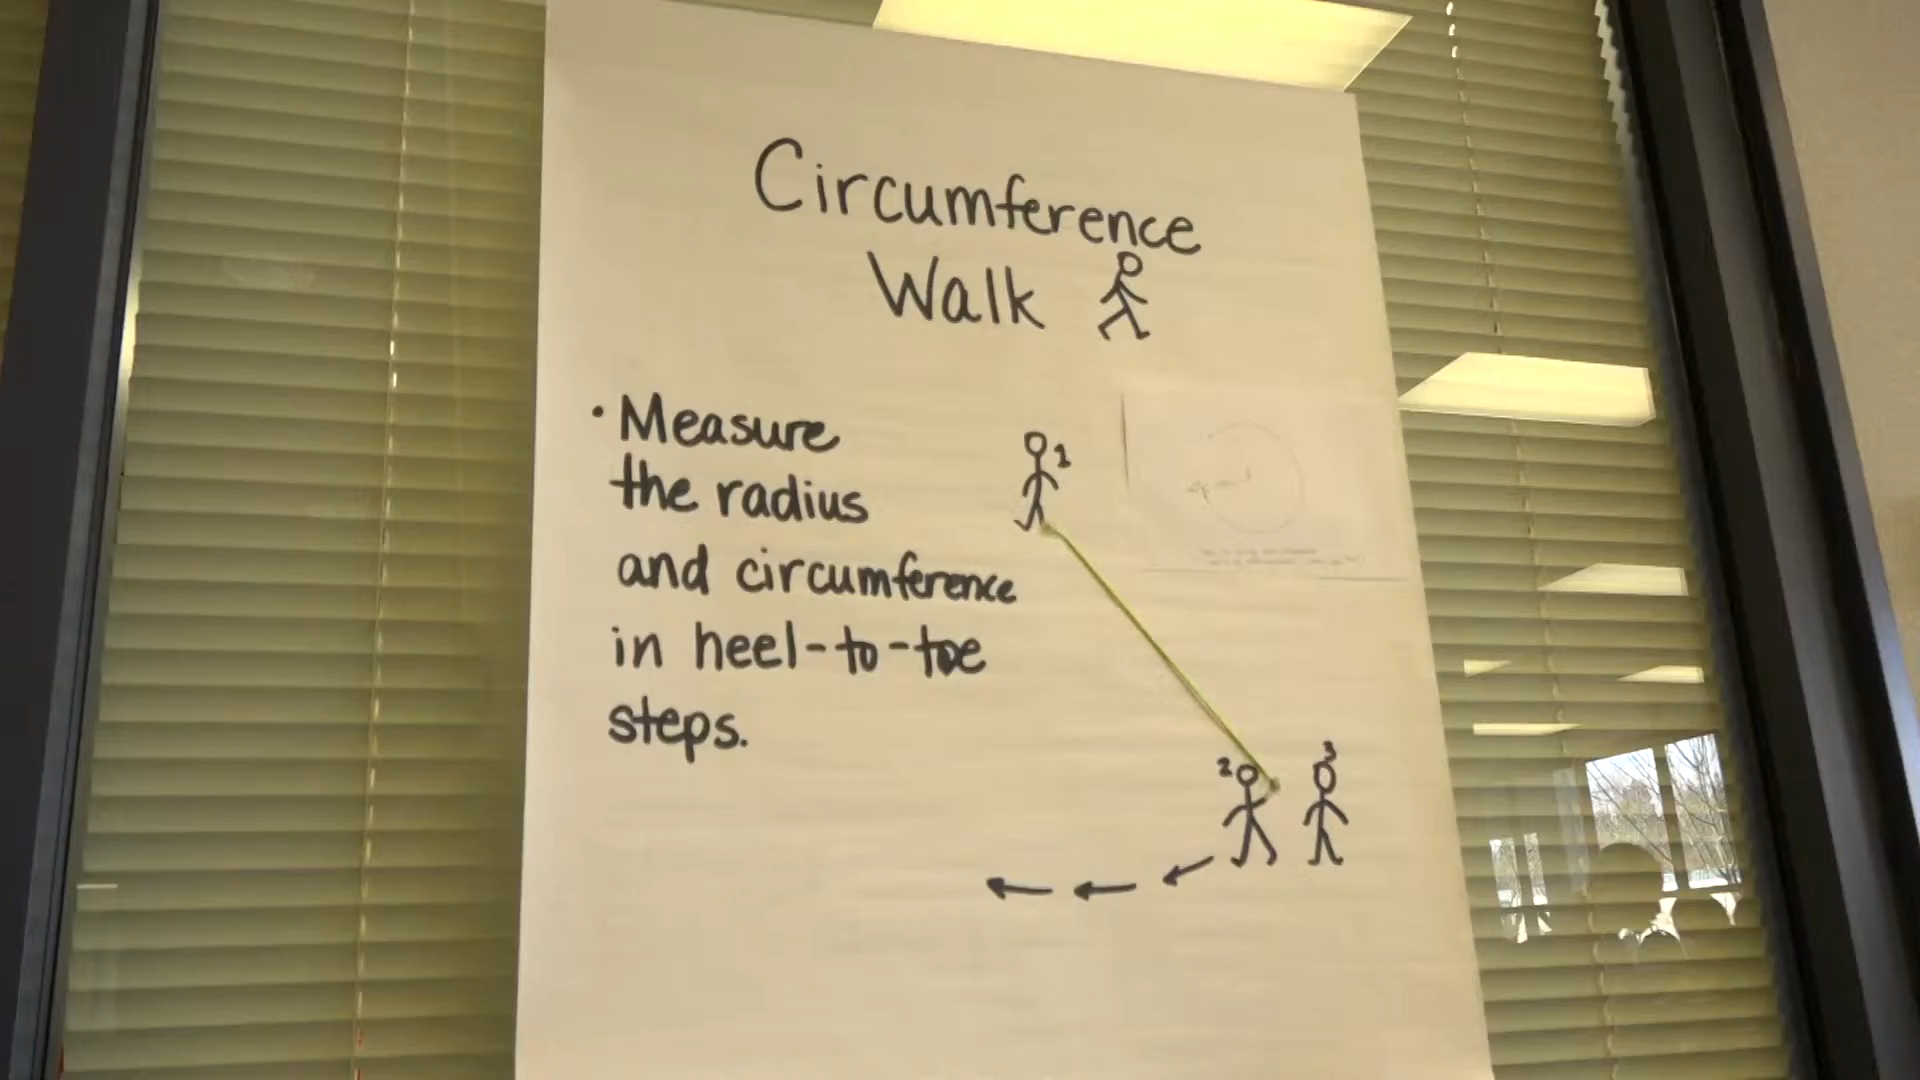 Circumference
Walk
• Measure
the radius
and circumference
in heel-to-toe
steps.
1
2
3